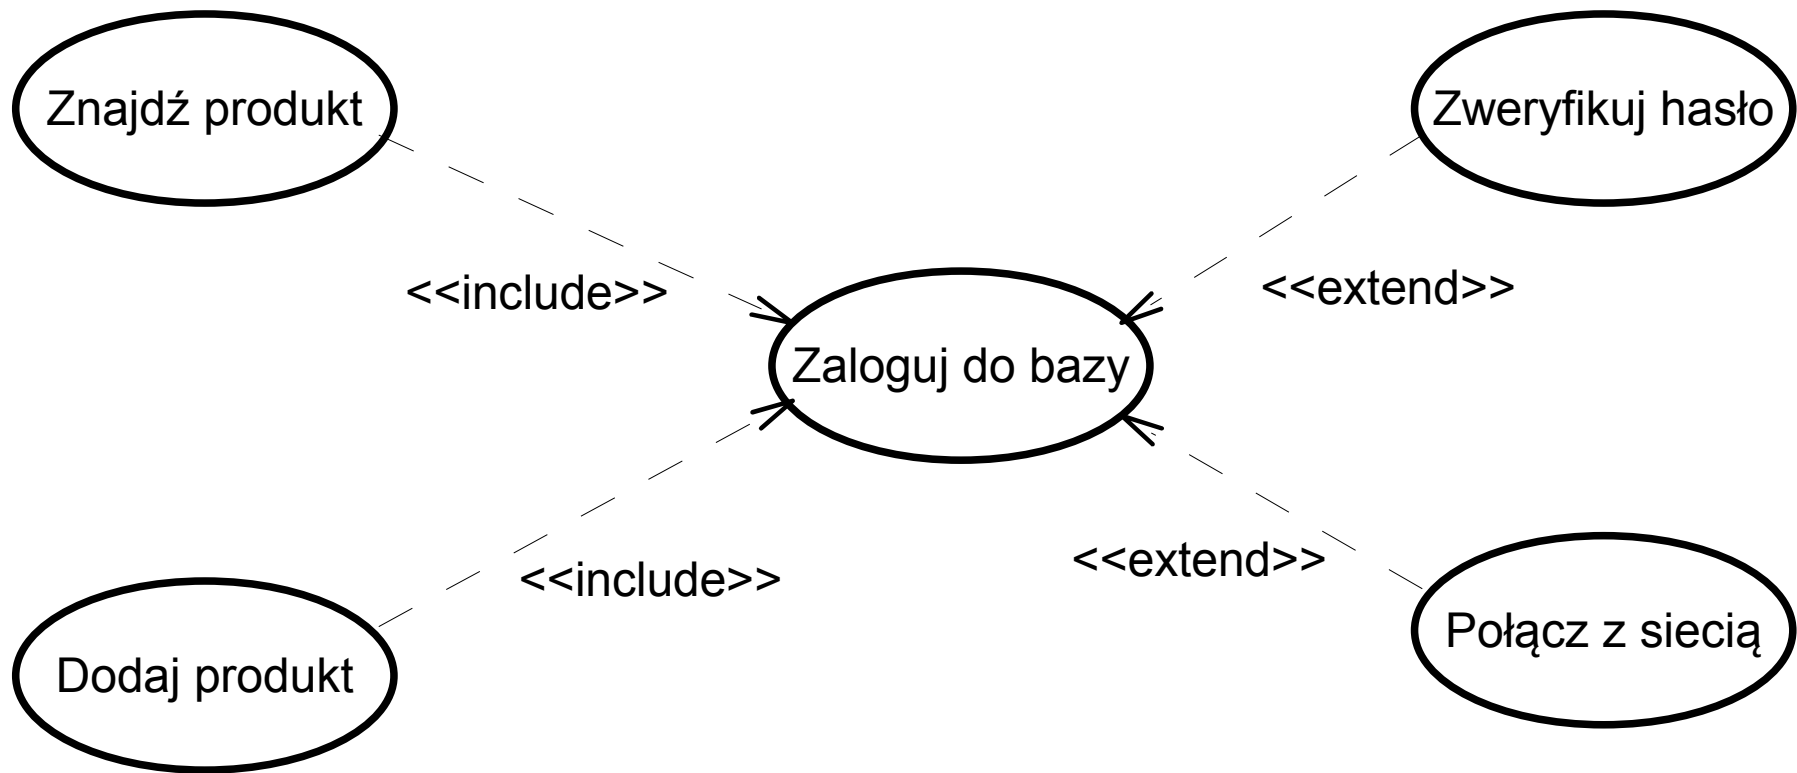 Znajdź produkt
Zweryfikuj hasło
<<include>>
<<extend>>
Zaloguj do bazy
<<include>>
<<extend>>
Dodaj produkt
Połącz z siecią